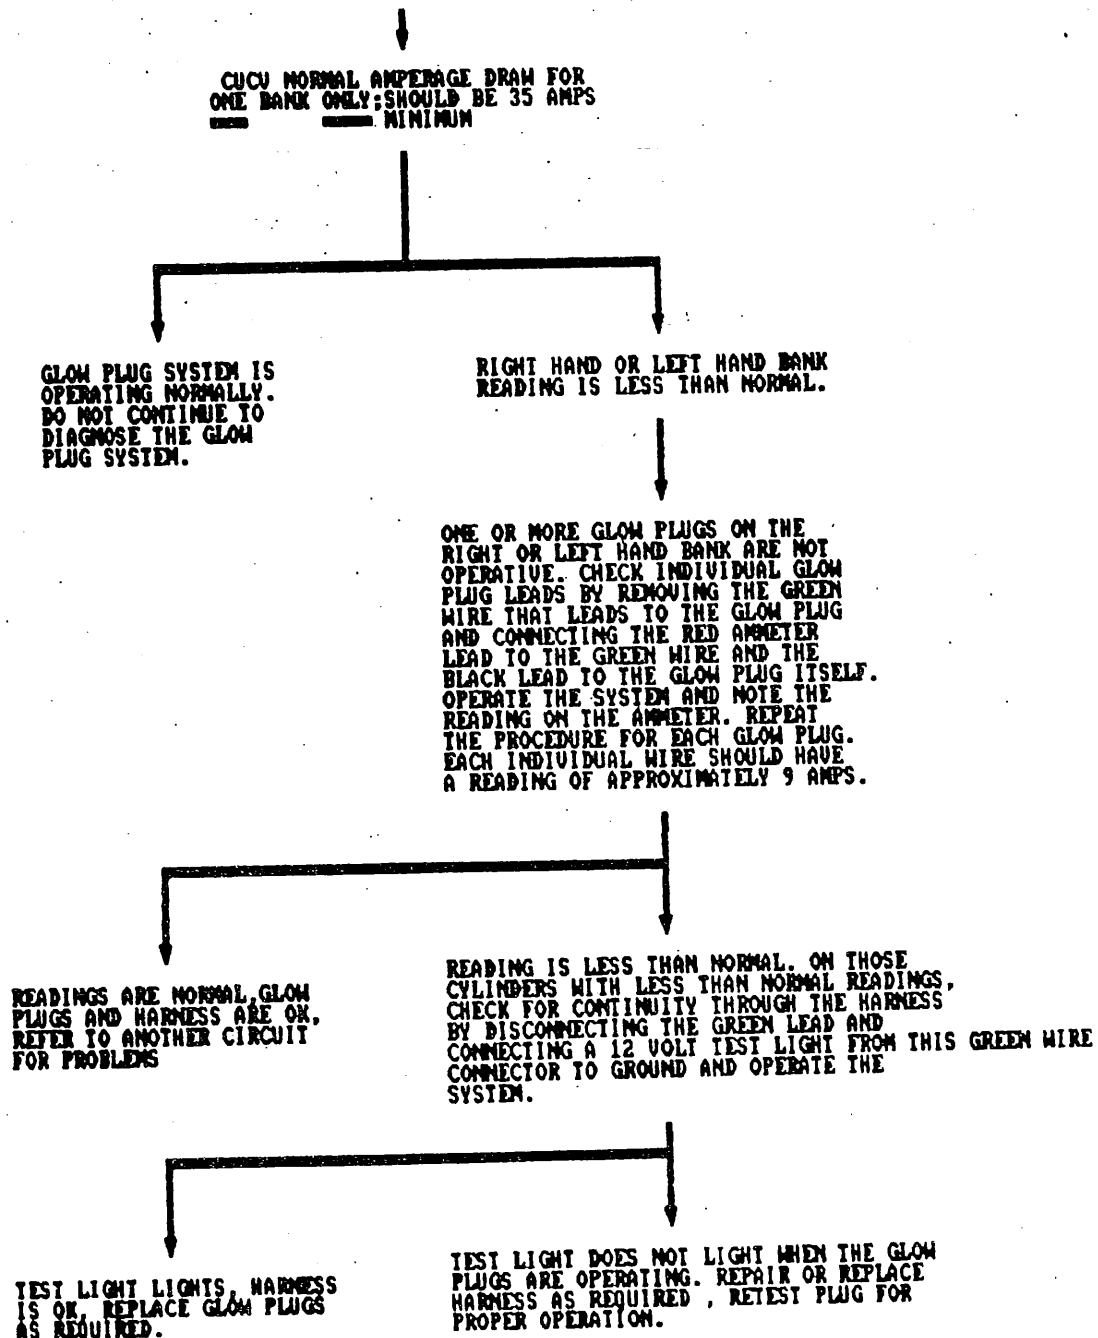 CUCV NORMAL AMPERAGE DRAW FOR
ONE BANK ONLY;SHOULD BE 35 AMPS
MINIMUM
GLOW PLUG SYSTEM IS
OPERATING NORMALLY.
DO NOT CONTINUE TO
DIAGNOSE THE GLOW
PLUG SYSTEM.
RIGHT HAND OR LEFT HAND BANK
READING IS LESS THAN NORMAL.
ONE OR MORE GLOW PLUGS ON THE
RIGHT OR LEFT HAND BANK ARE NOT
OPERATIVE. CHECK INDIVIDUAL GLOW
PLUG LEADS BY REMOVING THE GREEN
WIRE THAT LEADS TO THE GLOW PLUG
AND CONNECTING THE RED AMMETER
LEAD TO THE GREEN WIRE AND THE
BLACK LEAD TO THE GLOW PLUG ITSELF.
OPERATE THE SYSTEM AND NOTE THE
READING ON THE AMMETER. REPEAT
THE PROCEDURE FOR EACH GLOW PLUG.
EACH INDIVIDUAL WIRE SHOULD HAVE
A READING OF APPROXIMATELY 9 AMPS.
READINGS ARE NORMAL,GLOW
PLUGS AND HARNESS ARE OK,
REFER TO ANOTHER CIRCUIT
FOR PROBLEMS
READING IS LESS THAN NORMAL. ON THOSE
CYLINDERS WITH LESS THAN NORMAL READINGS,
CHECK FOR CONTINUITY THROUGH THE HARNESS
BY DISCONNECTING THE GREEN LEAD AND
CONNECTING A 12 VOLT TEST LIGHT FROM THIS GREEN WIRE
CONNECTOR TO GROUND AND OPERATE THE
SYSTEM.
TEST LIGHT LIGHTS, HARNESS
IS OK, REPLACE GLOW PLUGS
AS REQUIRED.
TEST LIGHT DOES NOT LIGHT WHEN THE GLOW
PLUGS ARE OPERATING. REPAIR OR REPLACE
HARNESS AS REQUIRED , RETEST PLUG FOR
PROPER OPERATION.